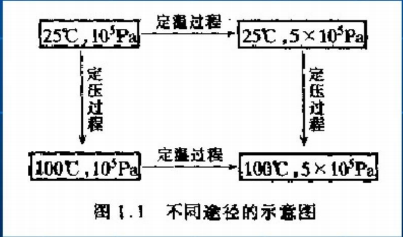 定温过程
25℃,10⁵Pa
25℃,5×10⁵Pa
定压过程
定压过程
定温过程
100℃,10⁵Pa
100℃,5×10⁵Pa
图1.1 不同途径的示意图